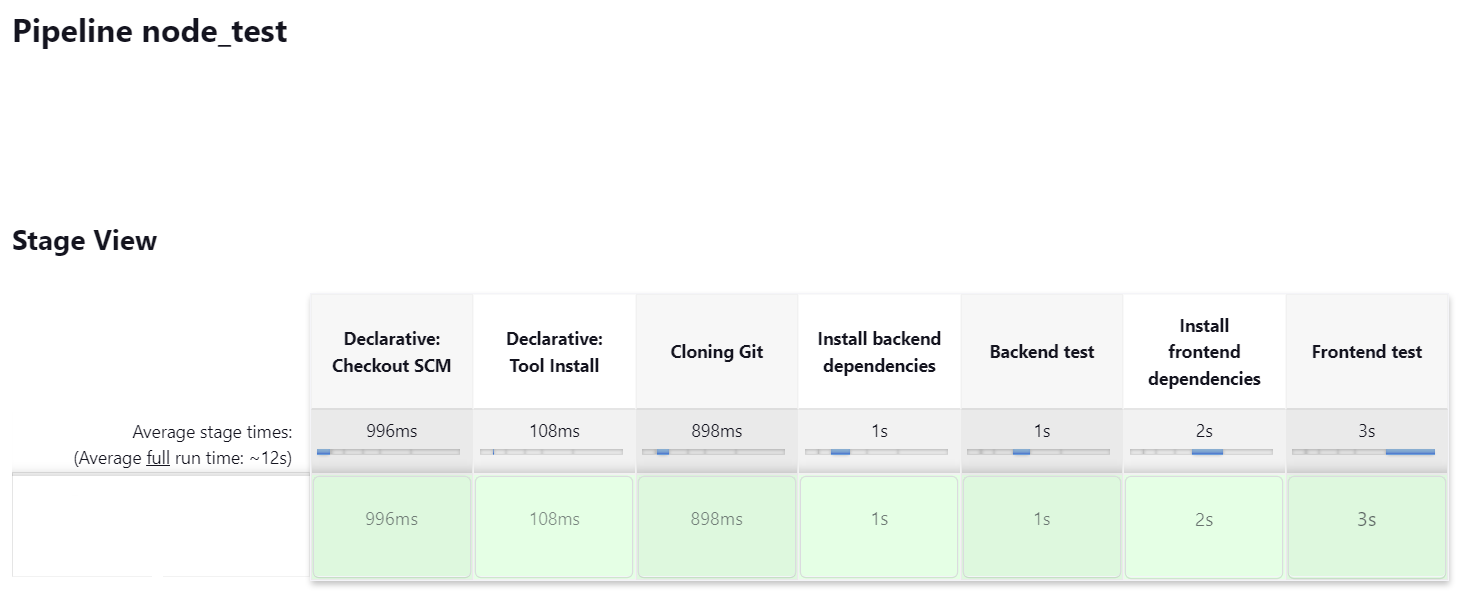 Pipeline node_test
Stage View
Declarative:
Checkout SCM
Declarative:
Tool Install
Cloning Git
Install backend
dependencies
Backend test
Install
frontend
dependencies
Frontend test
Average stage times:
(Average full run time: ~12s)
996ms
108ms
898ms
1s
1s
2s
3s
996ms
108ms
898ms
1s
1s
2s
3s